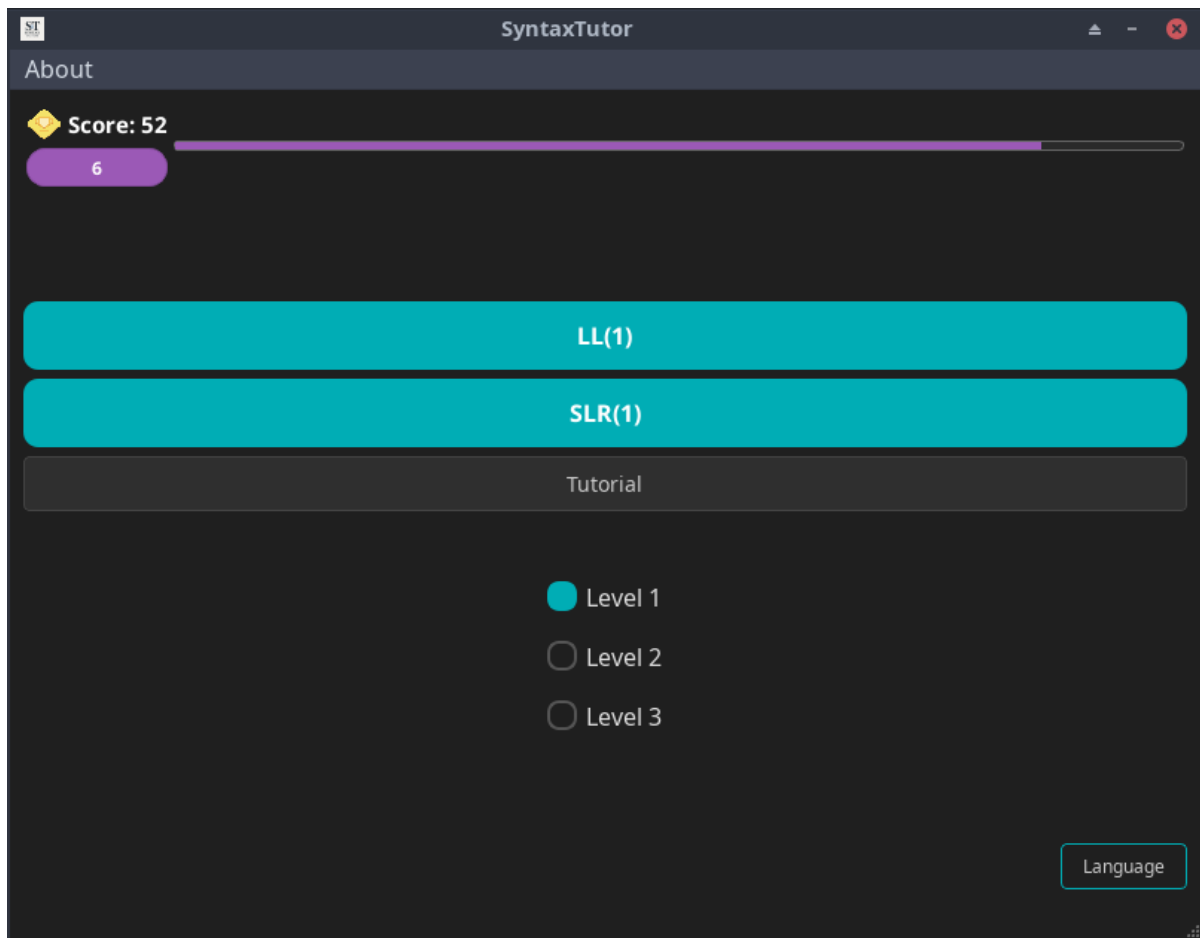 ST
SyntaxTutor
About
Score: 52
6
LL(1)
SLR(1)
Tutorial
Level 1
Level 2
Level 3
Language